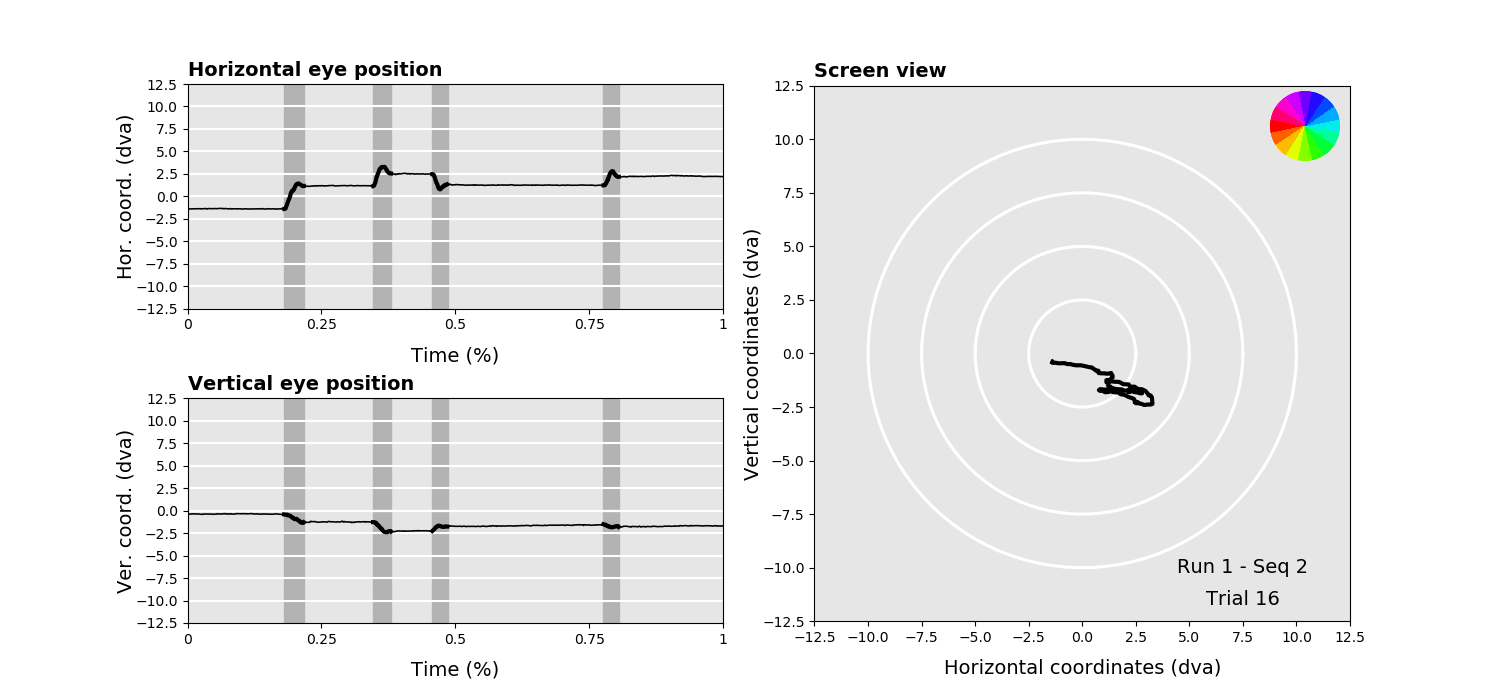 Horizontal eye position
12.5
10.0
7.5
5.0
2.5
0.0
−2.5
−5.0
−7.5
−10.0
−12.5
Hor. coord. (dva)
0 0.25 0.5 0.75 1
Time (%)
Vertical eye position
12.5
10.0
7.5
5.0
2.5
0.0
−2.5
−5.0
−7.5
−10.0
−12.5
Ver. coord. (dva)
0 0.25 0.5 0.75 1
Time (%)
Screen view
12.5
10.0
7.5
5.0
2.5
0.0
−2.5
−5.0
−7.5
−10.0
−12.5
Vertical coordinates (dva)
Run 1 - Seq 2
Trial 16
−12.5 −10.0 −7.5 −5.0 −2.5 0.0 2.5 5.0 7.5 10.0 12.5
Horizontal coordinates (dva)